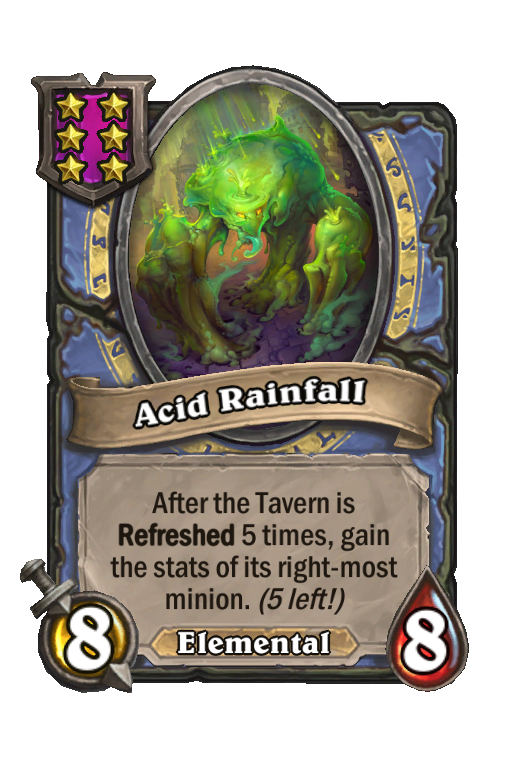 Acid Rainfall
After the Tavern is
Refreshed 5 times, gain
the stats of its right-most
minion. (5 left!)
8
Elemental
8